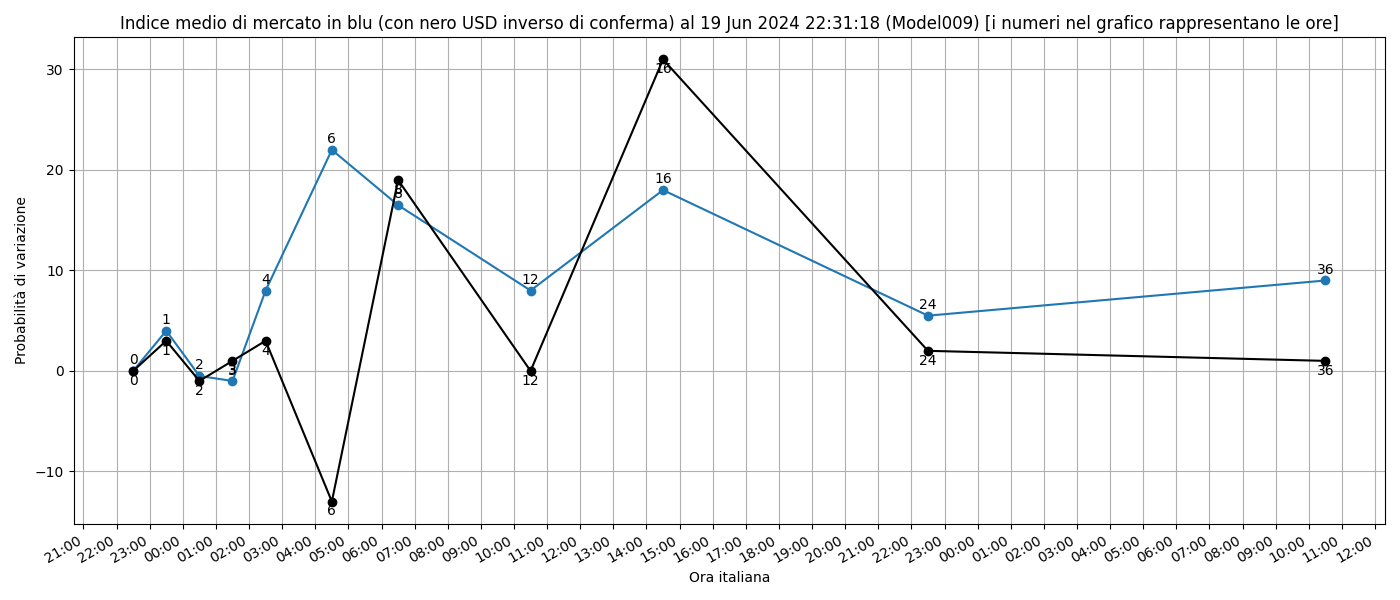 Indice medio di mercato in blu (con nero USD inverso di conferma) al 19 Jun 2024 22:31:18 (Model009) [i numeri nel grafico rappresentano le ore]
Probabilità di variazione
30
20
10
0
−10
0 1 2 3 4 6 8 12 16 24 36
0 1 2 3 4 6 8 12 16 24 36
21:00 22:00 23:00 00:00 01:00 02:00 03:00 04:00 05:00 06:00 07:00 08:00 09:00 10:00 11:00 12:00 13:00 14:00 15:00 16:00 17:00 18:00 19:00 20:00 21:00 22:00 23:00 00:00 01:00 02:00 03:00 04:00 05:00 06:00 07:00 08:00 09:00 10:00 11:00 12:00
Ora italiana